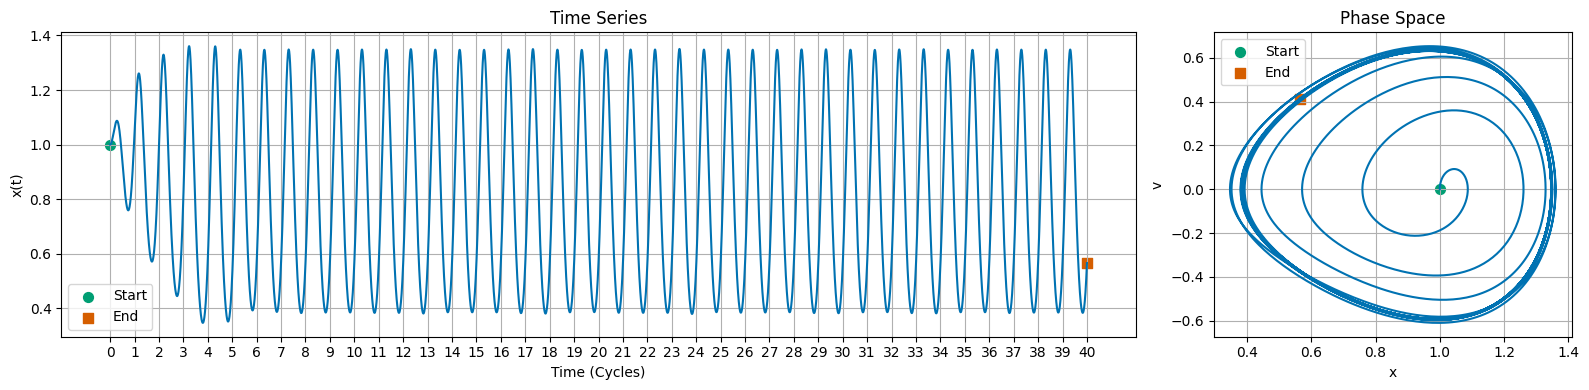 Time Series
x(t)
1.4
1.2
1.0
0.8
0.6
0.4
Start
End
0 1 2 3 4 5 6 7 8 9 10 11 12 13 14 15 16 17 18 19 20 21 22 23 24 25 26 27 28 29 30 31 32 33 34 35 36 37 38 39 40
Time (Cycles)
Phase Space
v
0.6
0.4
0.2
0.0
−0.2
−0.4
−0.6
Start
End
0.4 0.6 0.8 1.0 1.2 1.4
x